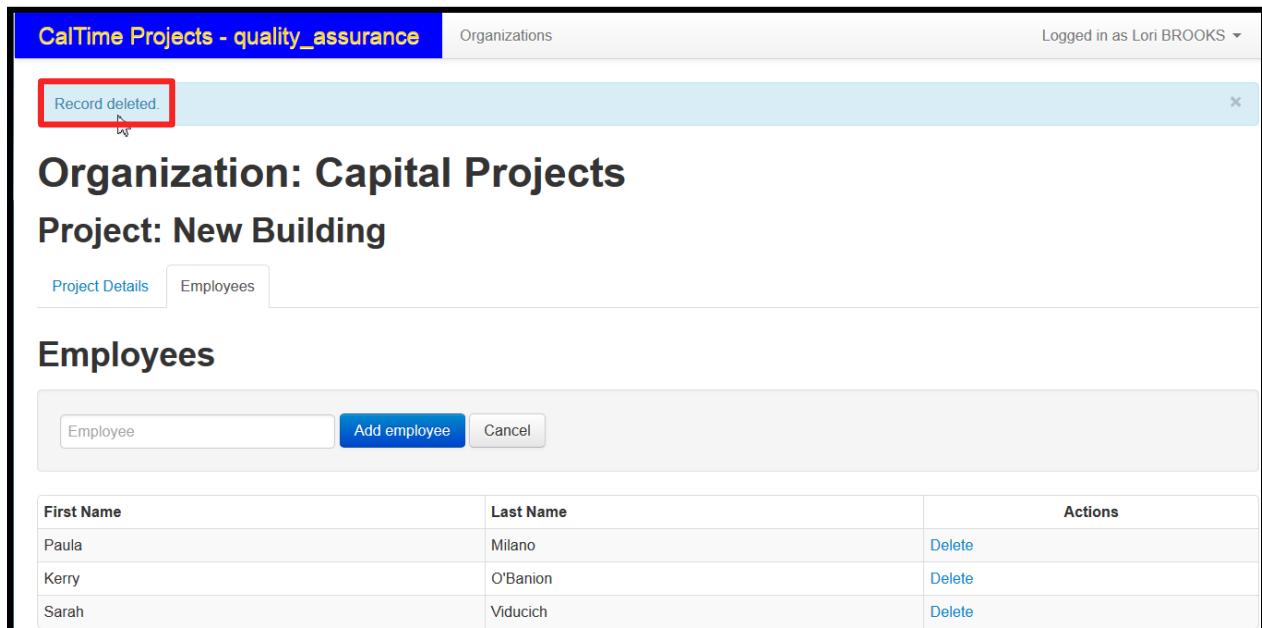 CalTime Projects - quality_assurance Organizations Logged in as Lori BROOKS
Record deleted. ×
Organization: Capital Projects
Project: New Building
Project Details Employees
Employees
Employee Add employee Cancel
First Name Last Name Actions
Paula Milano Delete
Kerry O'Banion Delete
Sarah Viducich Delete